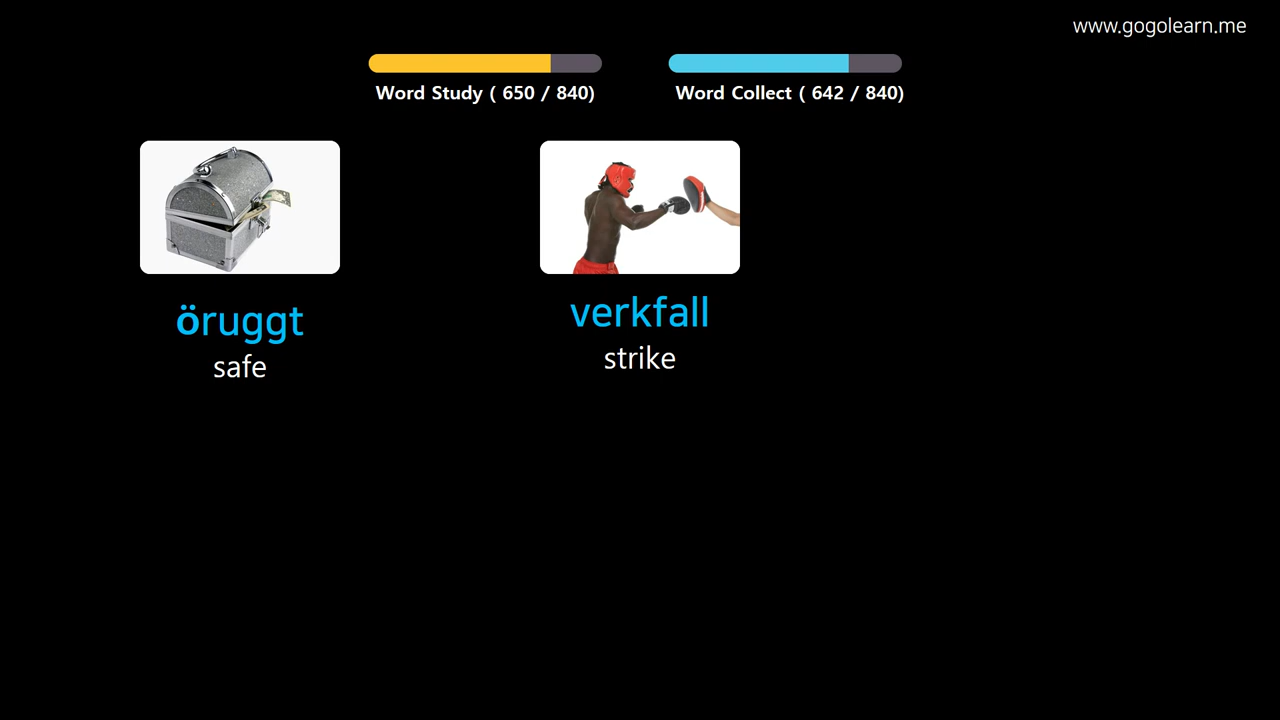 www.gogolearn.me
Word Study ( 650 / 840)
Word Collect ( 642 / 840)
öruggt
safe
verkfall
strike